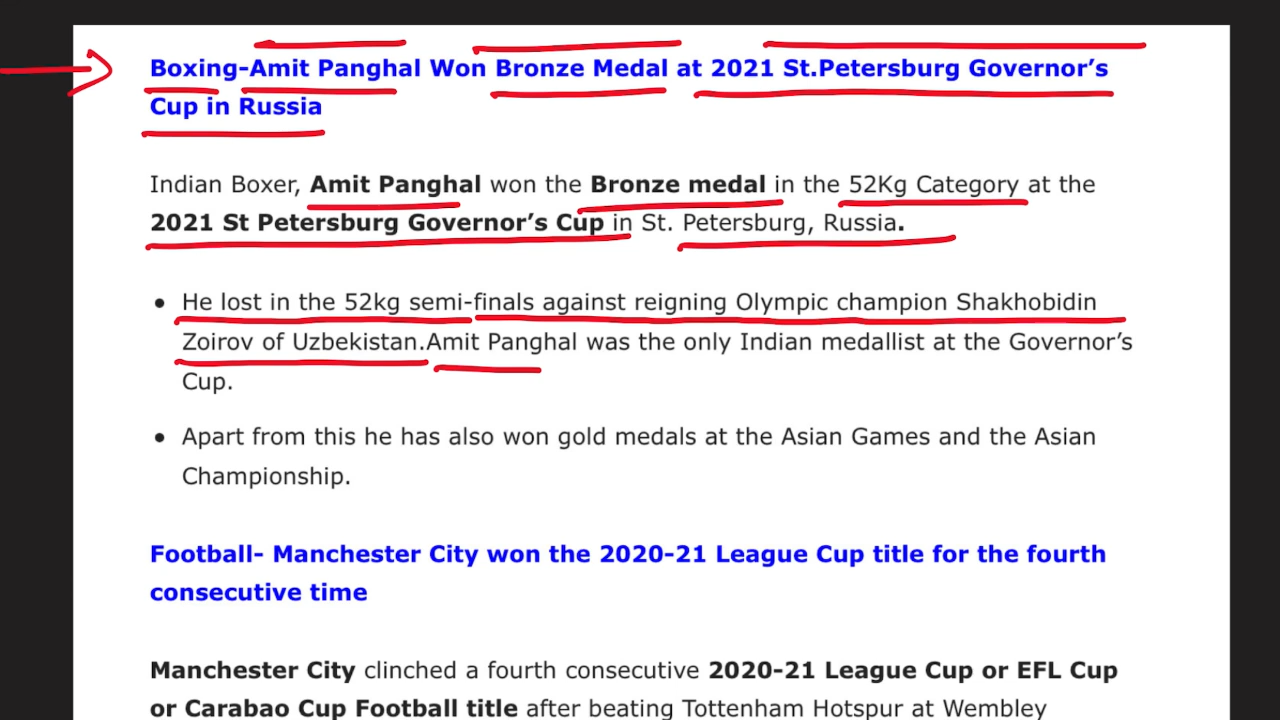 Boxing-Amit Panghal Won Bronze Medal at 2021 St.Petersburg Governor’s
Cup in Russia
Indian Boxer, Amit Panghal won the Bronze medal in the 52Kg Category at the
2021 St Petersburg Governor’s Cup in St. Petersburg, Russia.
• He lost in the 52kg semi-finals against reigning Olympic champion Shakhobidin
Zoirov of Uzbekistan.Amit Panghal was the only Indian medallist at the Governor’s
Cup.
• Apart from this he has also won gold medals at the Asian Games and the Asian
Championship.
Football- Manchester City won the 2020-21 League Cup title for the fourth
consecutive time
Manchester City clinched a fourth consecutive 2020-21 League Cup or EFL Cup
or Carabao Cup Football title after beating Tottenham Hotspur at Wembley